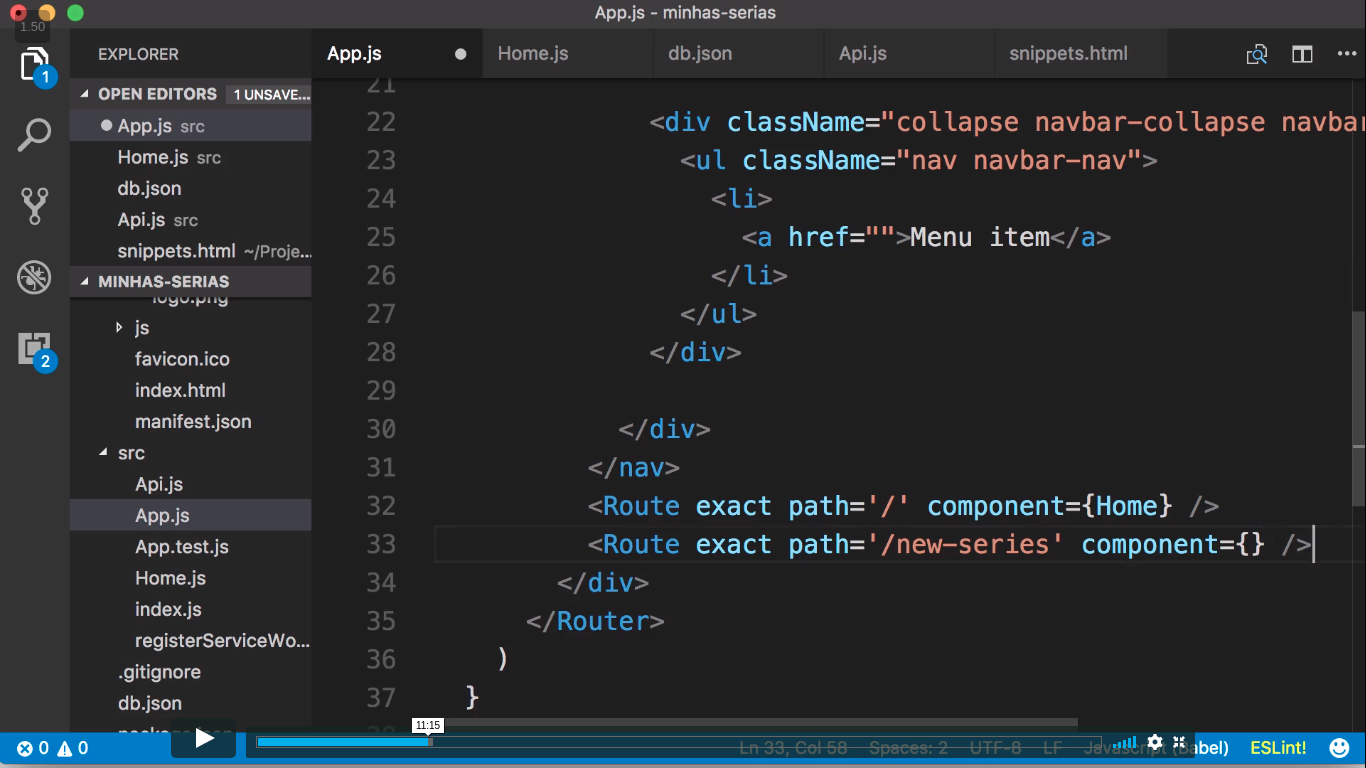 App.js - minhas-serias
1.50
EXPLORER
App.js
Home.js
db.json
Api.js
snippets.html
1
OPEN EDITORS
1 UNSAVE...
App.js src
Home.js src
db.json
Api.js src
snippets.html ~/Proje...
MINHAS-SERIAS
logo.png
js
favicon.ico
index.html
manifest.json
src
Api.js
App.js
App.test.js
Home.js
index.js
registerServiceWo...
.gitignore
db.json
2
21
22 <div className="collapse navbar-collapse navba
23 <ul className="nav navbar-nav">
24 <li>
25 <a href="">Menu item</a>
26 </li>
27 </ul>
28 </div>
29
30 </div>
31 </nav>
32 <Route exact path='/' component={Home} />
33 <Route exact path='/new-series' component={} />
34 </div>
35 </Router>
36 )
37 }
11:15
0 0
Ln 33, Col 58 Spaces: 2 UTF-8 LF Javascript (Babel) ESLint!